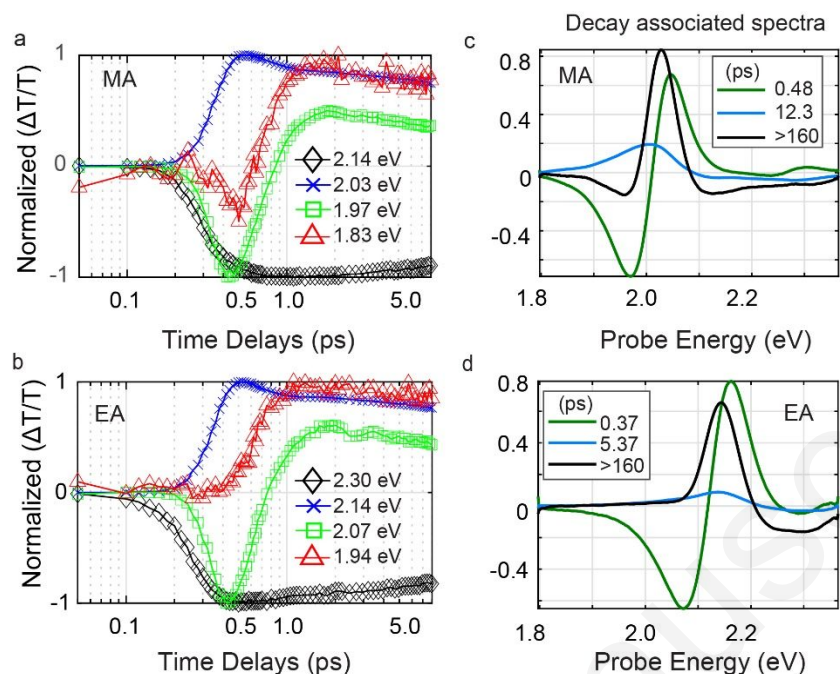 a
MA
Normalized (ΔT/T)
1
0
-1
0.1
0.5
1.0
5.0
Time Delays (ps)
2.14 eV
2.03 eV
1.97 eV
1.83 eV
b
EA
Normalized (ΔT/T)
1
0
-1
0.1
0.5
1.0
5.0
Time Delays (ps)
2.30 eV
2.14 eV
2.07 eV
1.94 eV
Decay associated spectra
c
MA
(ps)
0.48
12.3
>160
0.8
0.4
0
-0.4
1.8
2.0
2.2
Probe Energy (eV)
d
EA
(ps)
0.37
5.37
>160
0.8
0.4
0
-0.4
1.8
2.0
2.2
Probe Energy (eV)